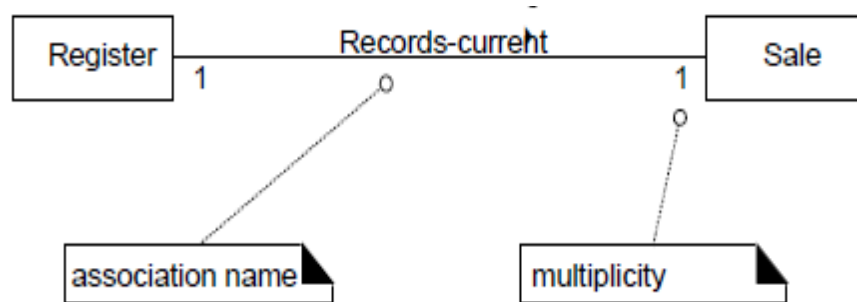 Records-current
Register
Sale
1
1
association name
multiplicity